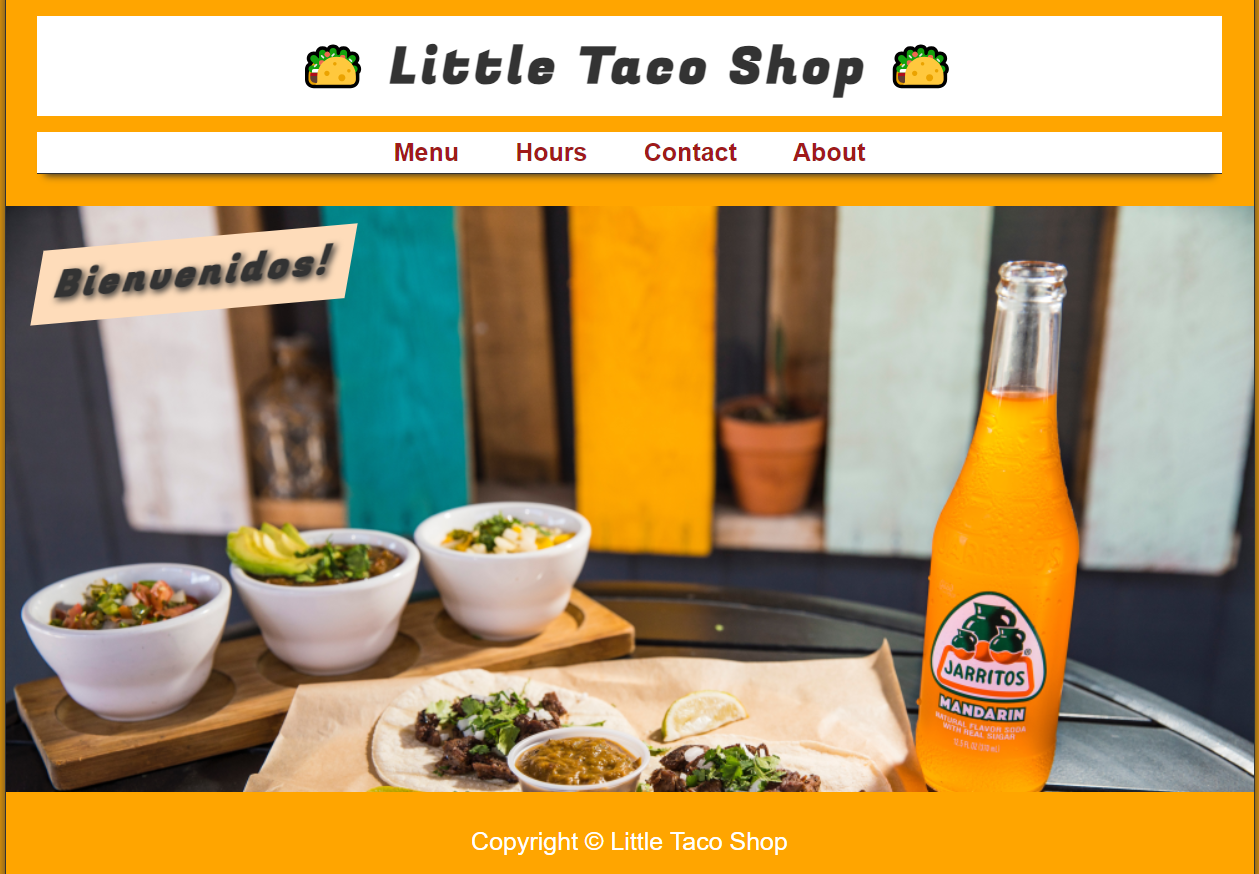 Little Taco Shop
Menu Hours Contact About
Bienvenidos!
JARRITOS®
MANDARIN
NATURAL FLAVOR SODA
WITH REAL SUGAR
Copyright © Little Taco Shop